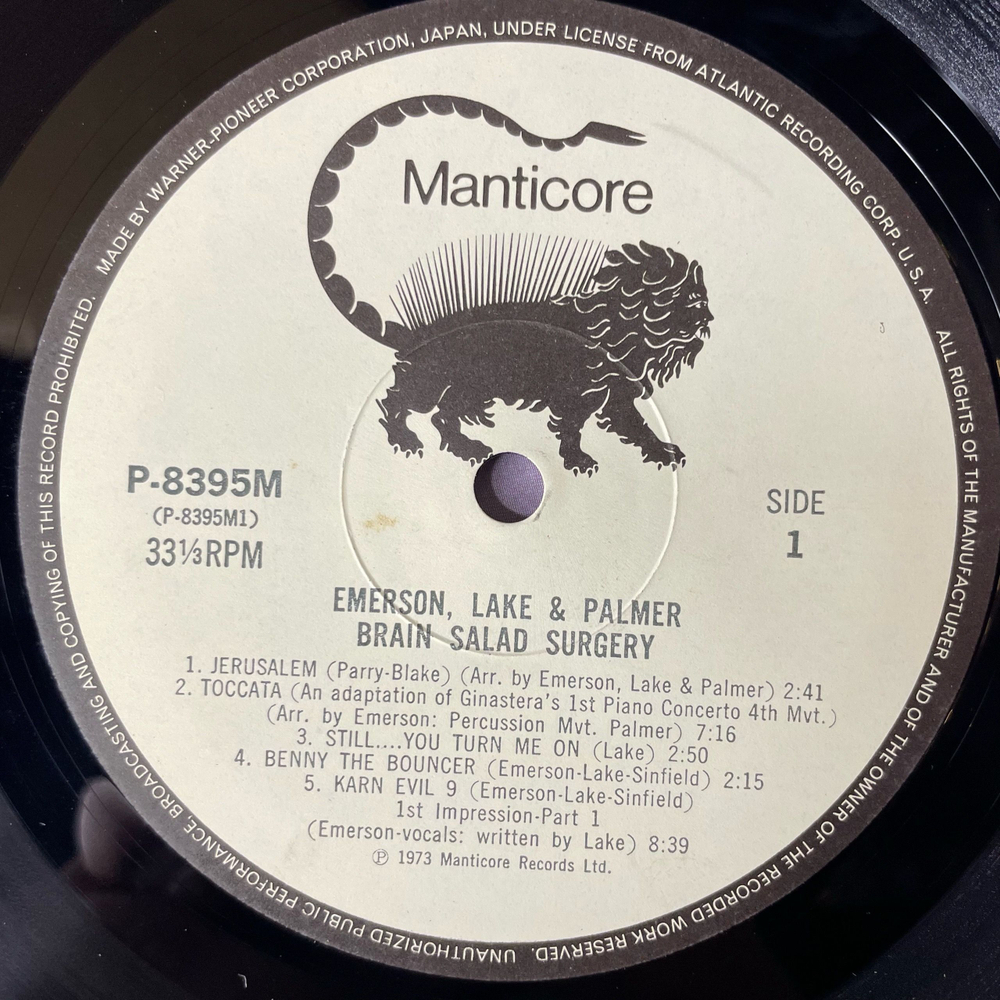 MADE BY WARNER-PIONEER CORPORATION, JAPAN, UNDER LICENSE FROM ATLANTIC RECORDING CORP. U.S.A.
ALL RIGHTS OF THE MANUFACTURER AND OF THE OWNER OF THE RECORDED WORK RESERVED.
UNAUTHORIZED PUBLIC PERFORMANCE, BROADCASTING AND COPYING OF THIS RECORD PROHIBITED.
Manticore
P-8395M
(P-8395M1)
33⅓RPM
SIDE
1
EMERSON, LAKE & PALMER
BRAIN SALAD SURGERY
1. JERUSALEM (Parry-Blake) (Arr. by Emerson, Lake & Palmer) 2:41
2. TOCCATA (An adaptation of Ginastera's 1st Piano Concerto 4th Mvt.)
(Arr. by Emerson: Percussion Mvt. Palmer) 7:16
3. STILL....YOU TURN ME ON (Lake) 2:50
4. BENNY THE BOUNCER (Emerson-Lake-Sinfield) 2:15
5. KARN EVIL 9 (Emerson-Lake-Sinfield)
1st Impression-Part 1
(Emerson-vocals: written by Lake) 8:39
Ⓟ 1973 Manticore Records Ltd.